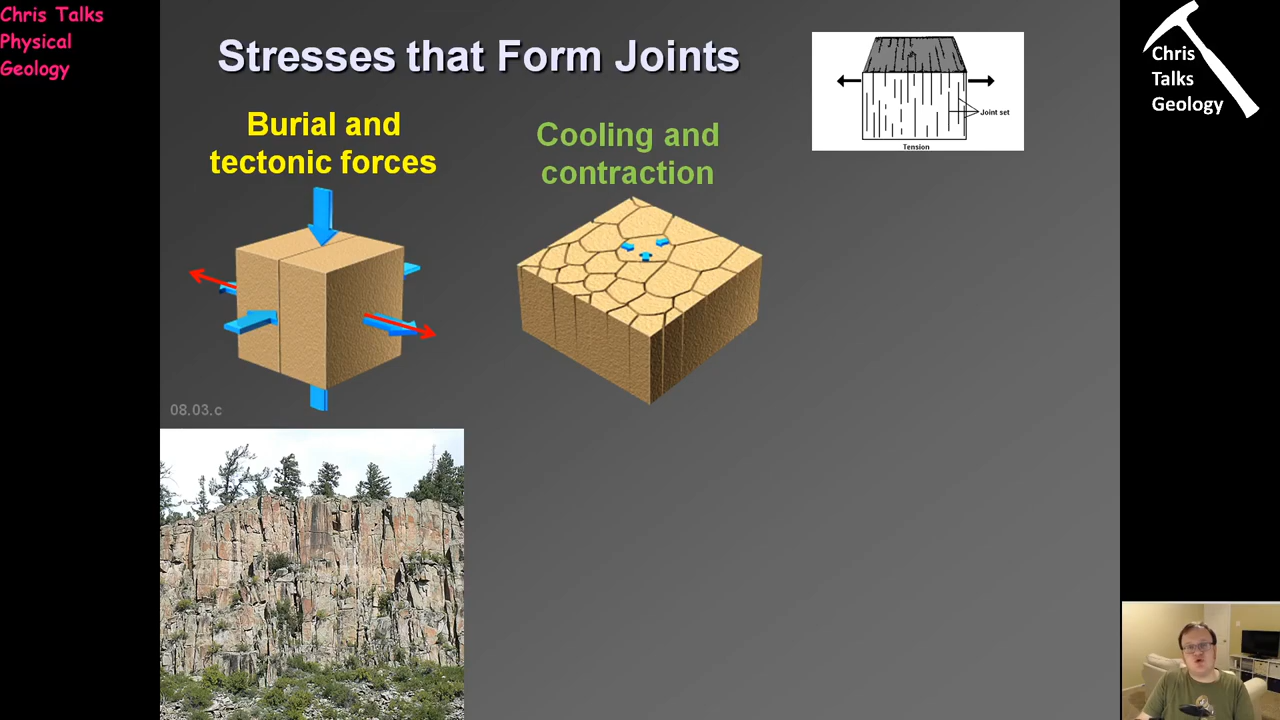 Chris Talks
Physical
Geology
Stresses that Form Joints
Chris
Talks
Geology
Joint set
Tension
Burial and
tectonic forces
Cooling and
contraction
08.03.c